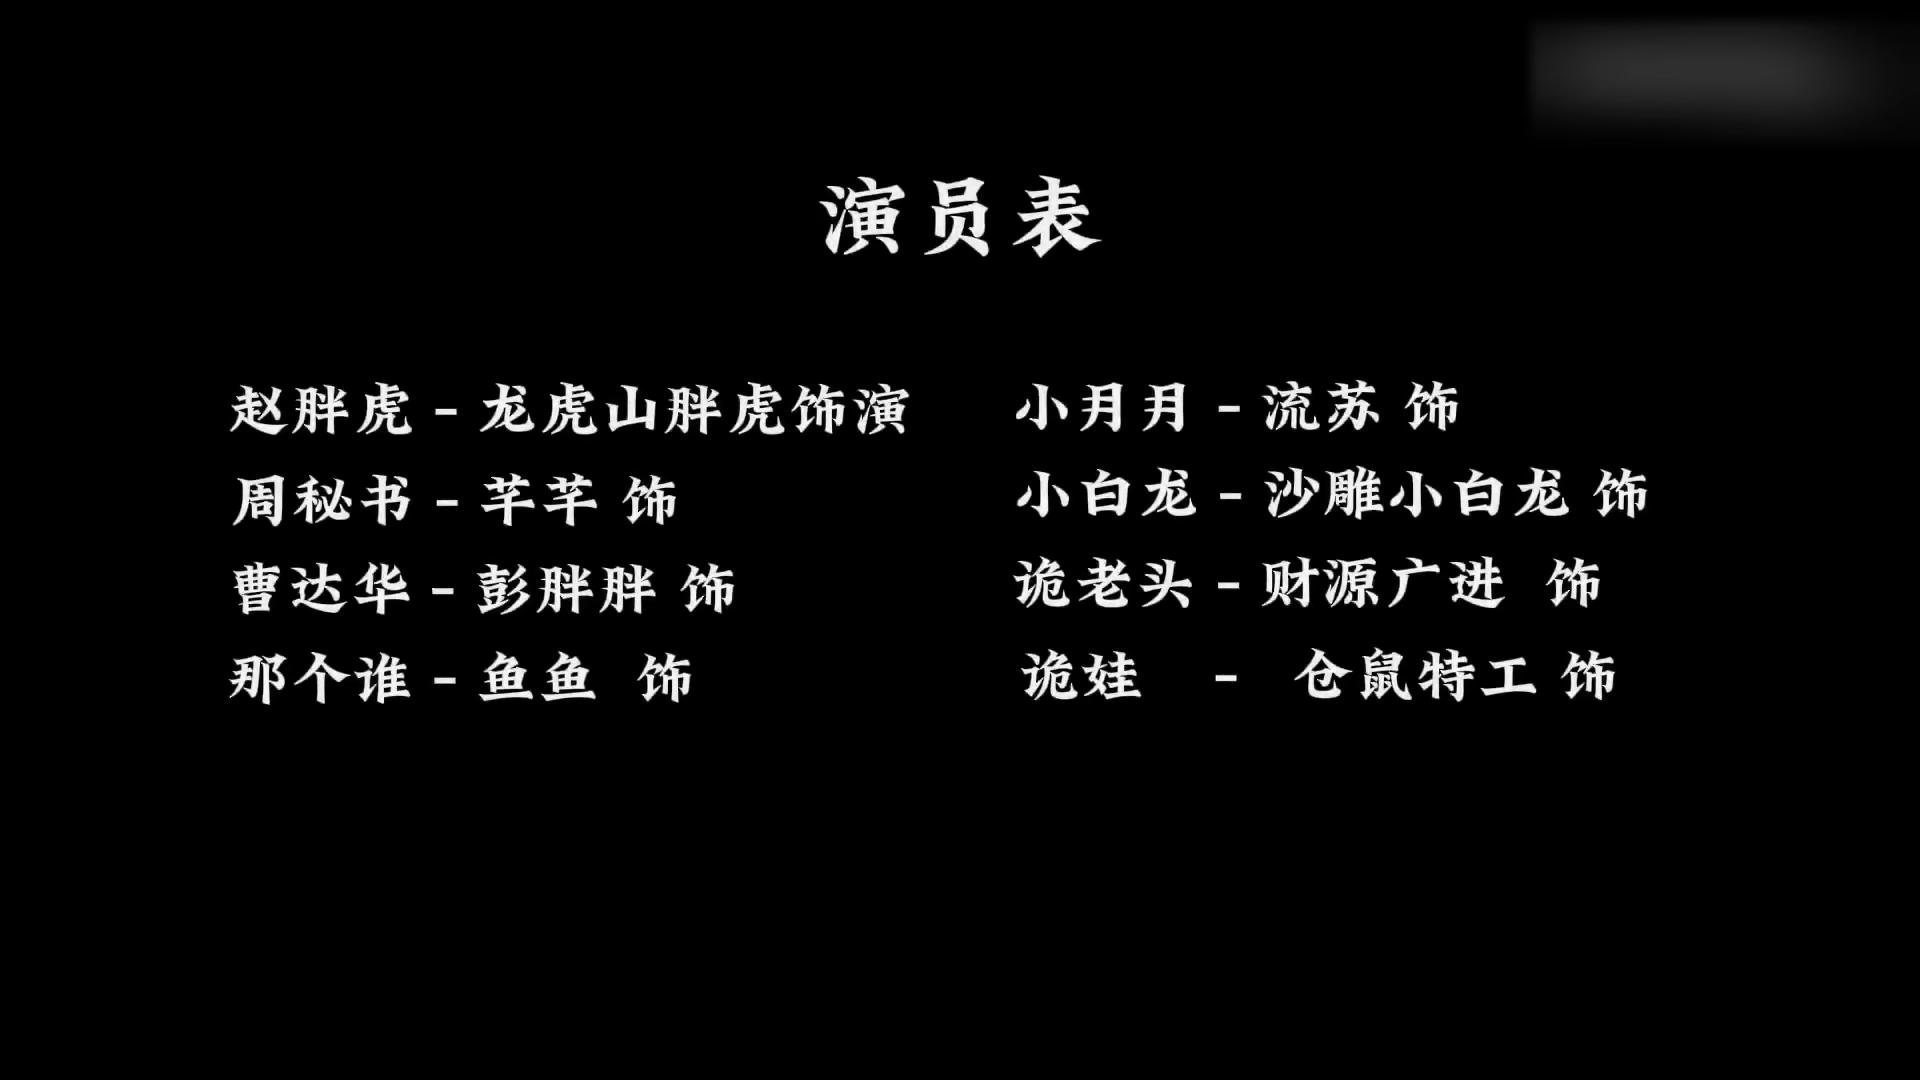 演员表
赵胖虎 - 龙虎山胖虎饰演
周秘书 - 芊芊 饰
曹达华 - 彭胖胖 饰
那个谁 - 鱼鱼 饰
小月月 - 流苏 饰
小白龙 - 沙雕小白龙 饰
诡老头 - 财源广进 饰
诡娃 - 仓鼠特工 饰